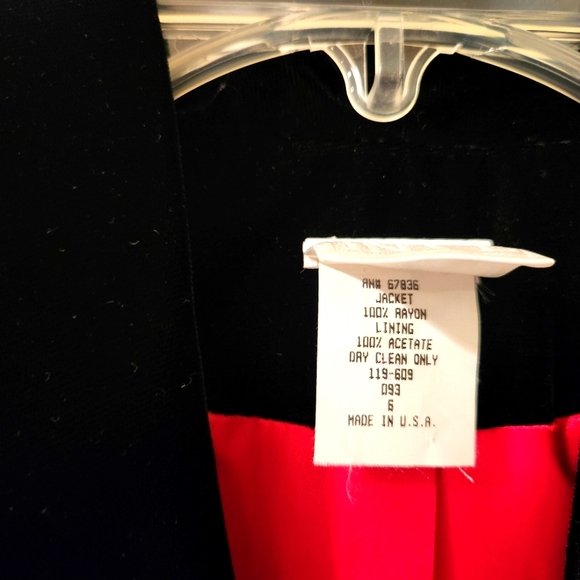 RN# 67836
JACKET
100% RAYON
LINING
100% ACETATE
DRY CLEAN ONLY
119-609
093
6
MADE IN U.S.A.